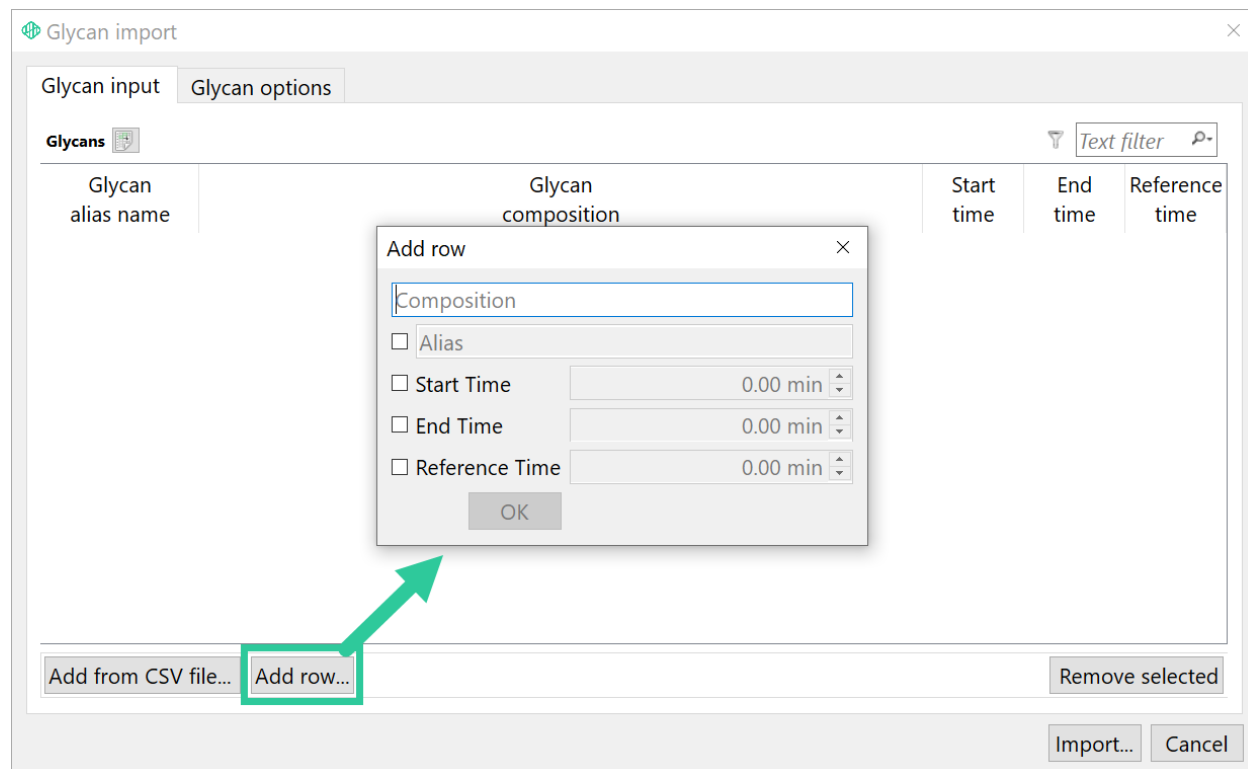 Glycan import
Glycan input Glycan options
Glycans Text filter
Glycan alias name Glycan composition Start time End time Reference time
Add row
Composition
Alias
Start Time 0.00 min
End Time 0.00 min
Reference Time 0.00 min
OK
Add from CSV file... Add row... Remove selected
Import... Cancel